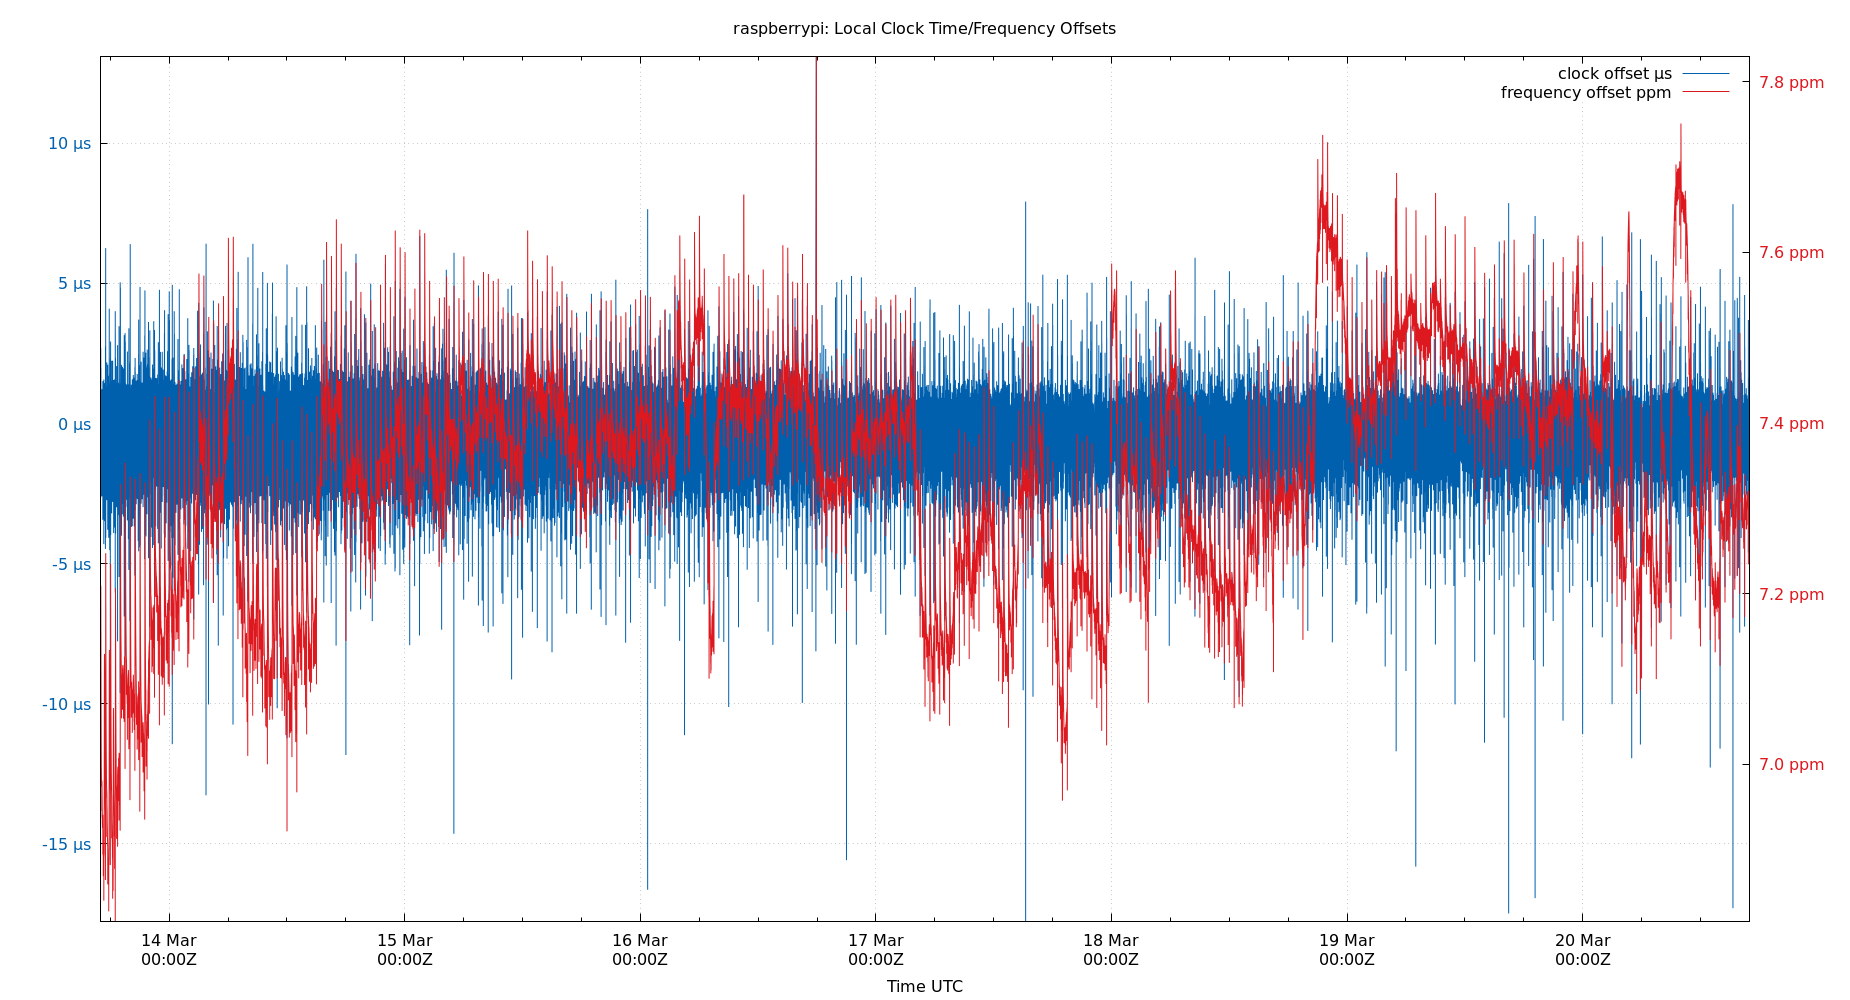 raspberrypi: Local Clock Time/Frequency Offsets
clock offset μs
frequency offset ppm
10 μs
5 μs
0 μs
-5 μs
-10 μs
-15 μs
7.8 ppm
7.6 ppm
7.4 ppm
7.2 ppm
7.0 ppm
14 Mar 15 Mar 16 Mar 17 Mar 18 Mar 19 Mar 20 Mar
00:00Z 00:00Z 00:00Z 00:00Z 00:00Z 00:00Z 00:00Z
Time UTC